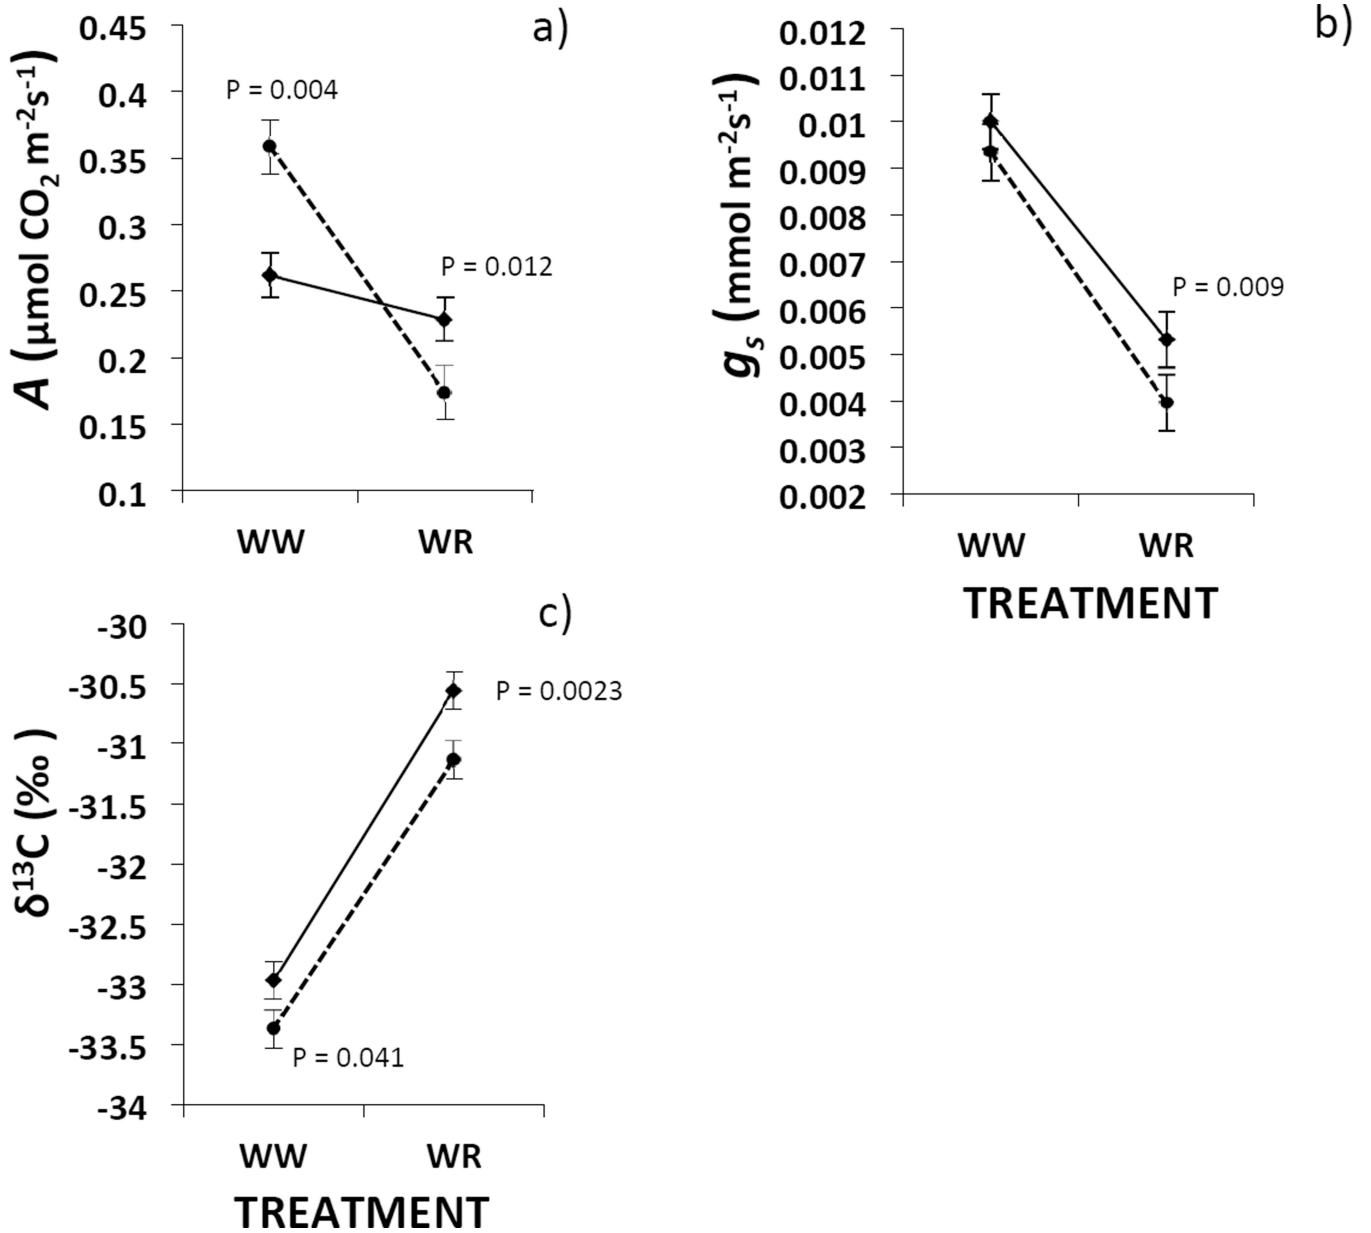 a)
A (μmol CO2 m-2s-1)
0.45
0.4
0.35
0.3
0.25
0.2
0.15
0.1
P = 0.004
P = 0.012
WW WR
b)
gs (mmol m-2s-1)
0.012
0.011
0.01
0.009
0.008
0.007
0.006
0.005
0.004
0.003
0.002
P = 0.009
WW WR
TREATMENT
c)
δ13C (‰)
-30
-30.5
-31
-31.5
-32
-32.5
-33
-33.5
-34
P = 0.0023
P = 0.041
WW WR
TREATMENT